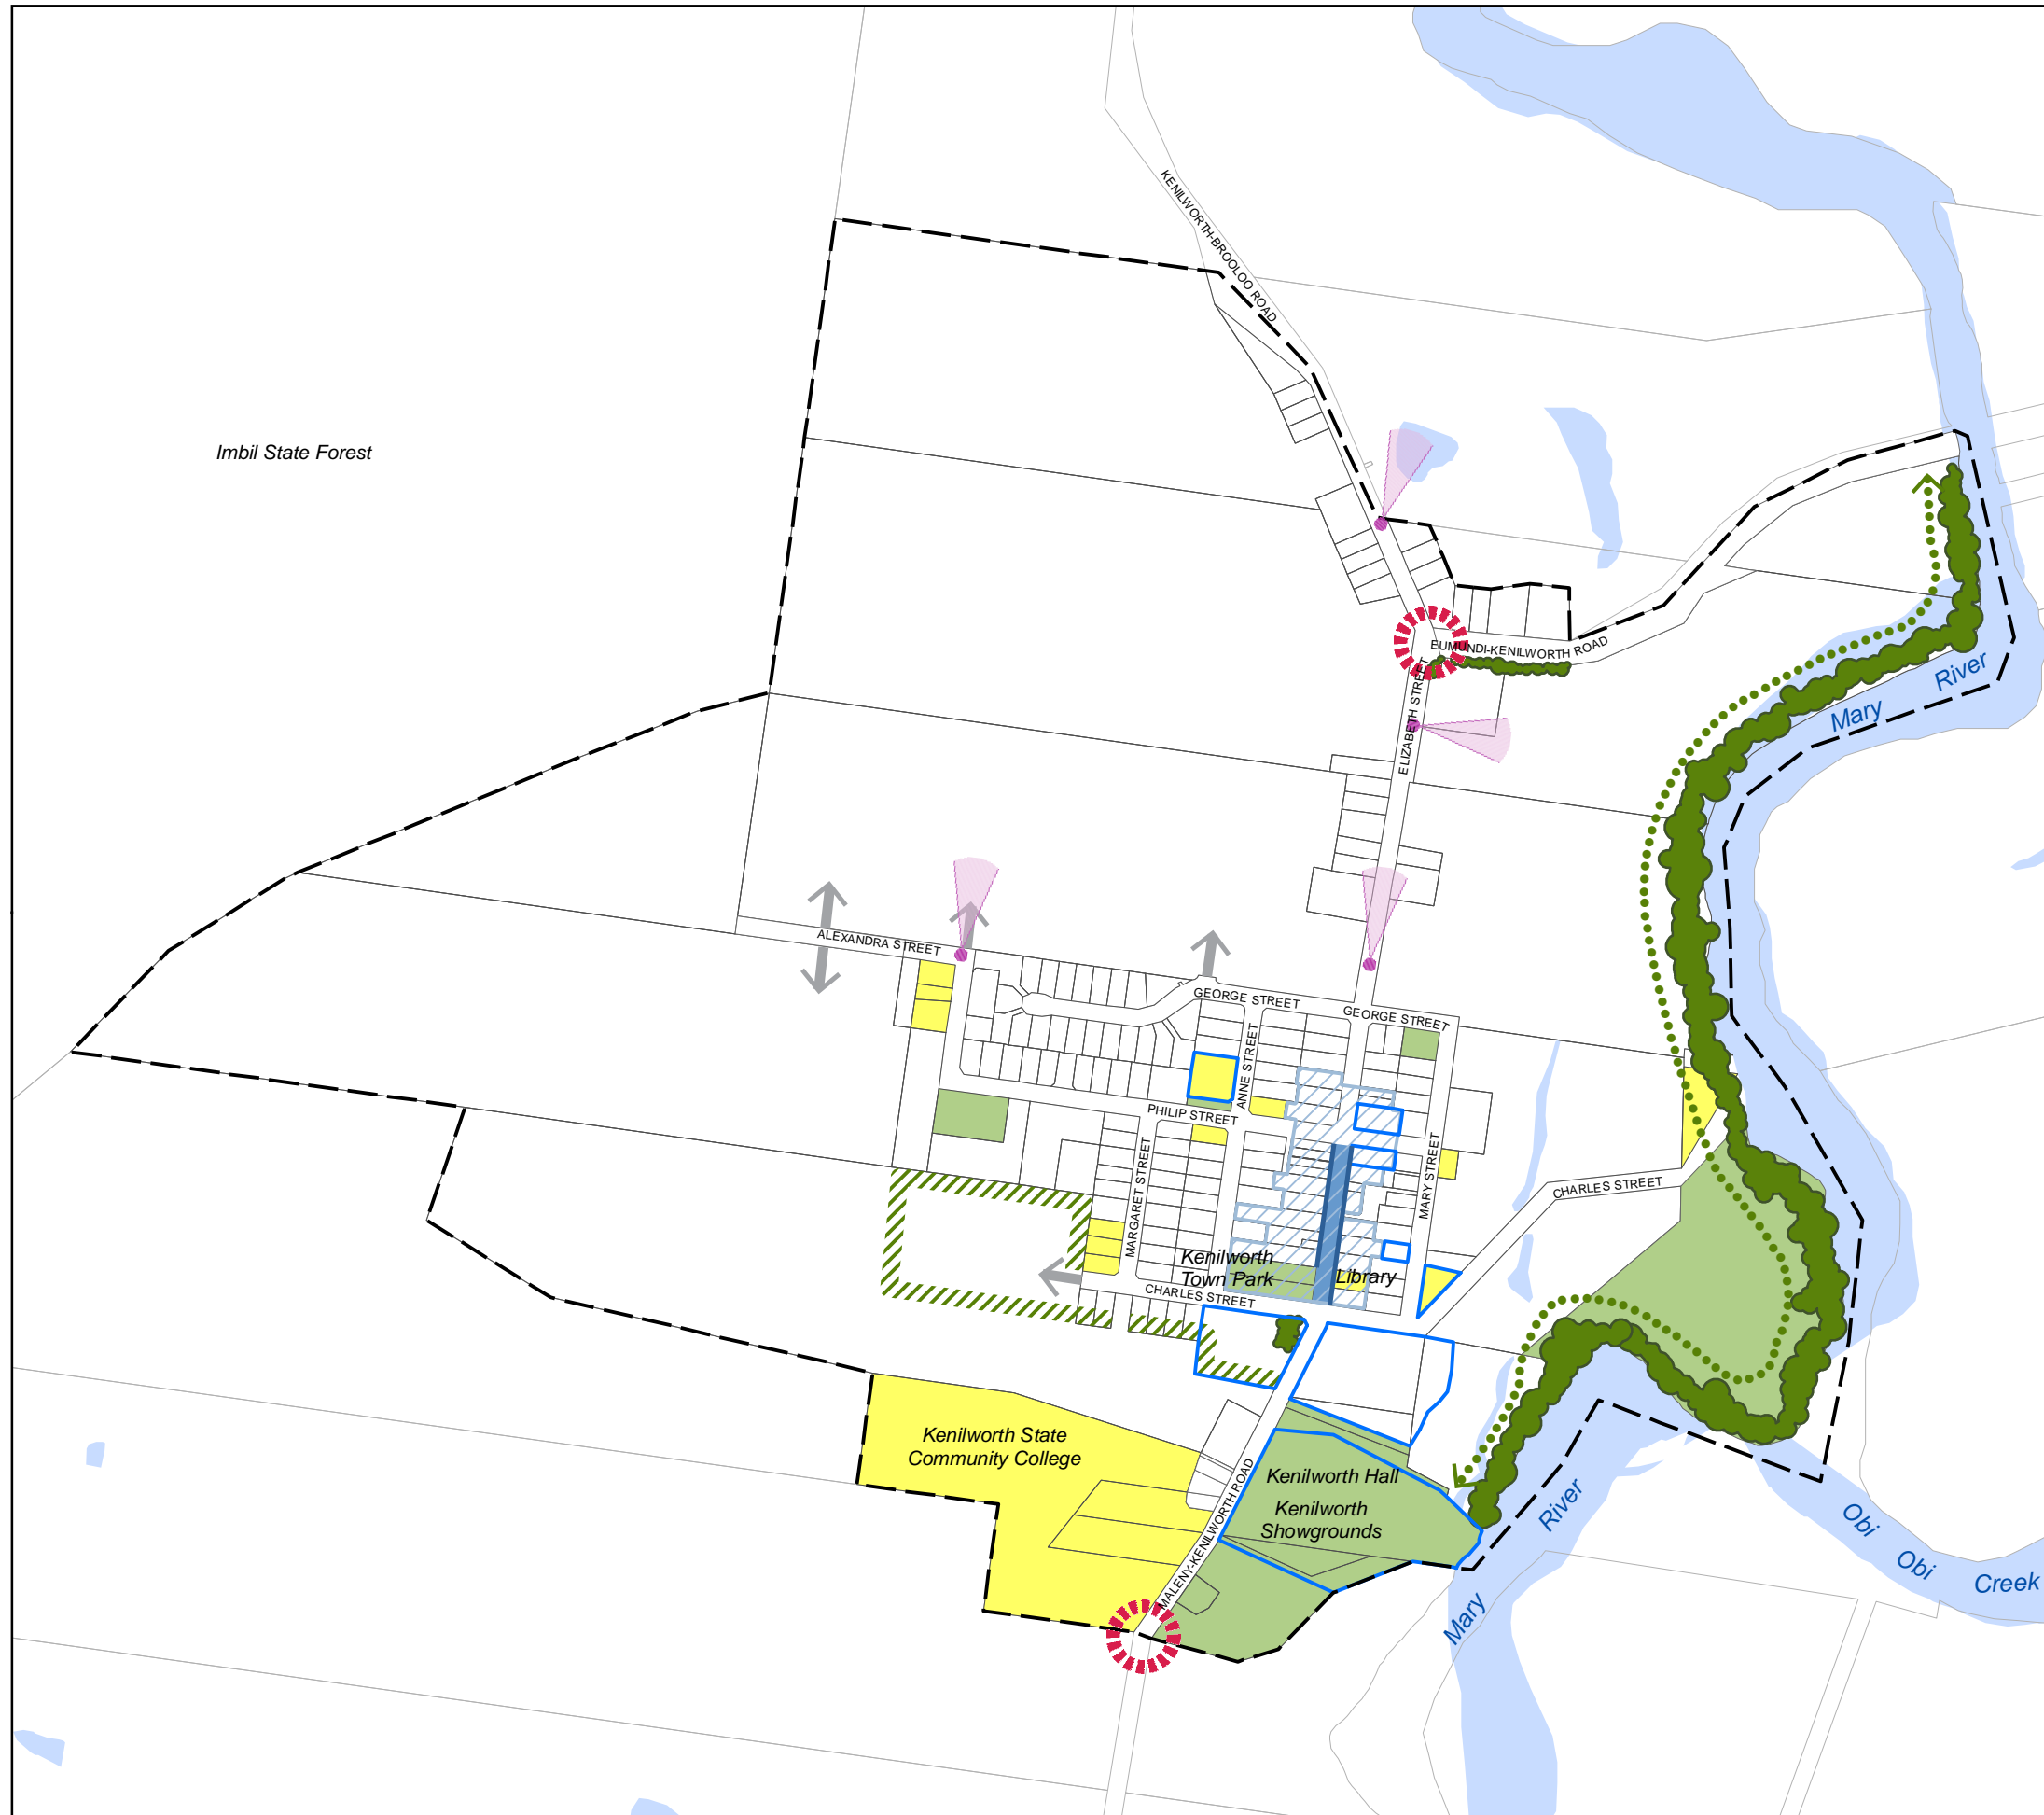 KENILWORTH-BROOLOO ROAD
Imbil State Forest
EUMUNDI-KENILWORTH ROAD
River
Mary
ELIZABETH STREET
ALEXANDRA STREET
GEORGE STREET
GEORGE STREET
ANNE STREET
PHILIP STREET
MARGARET STREET
MARY STREET
CHARLES STREET
Kenilworth
Town Park
Library
CHARLES STREET
Kenilworth State
Community College
Kenilworth Hall
Kenilworth
Showgrounds
MALENY-KENILWORTH ROAD
River
Mary
Obi
Obi
Creek